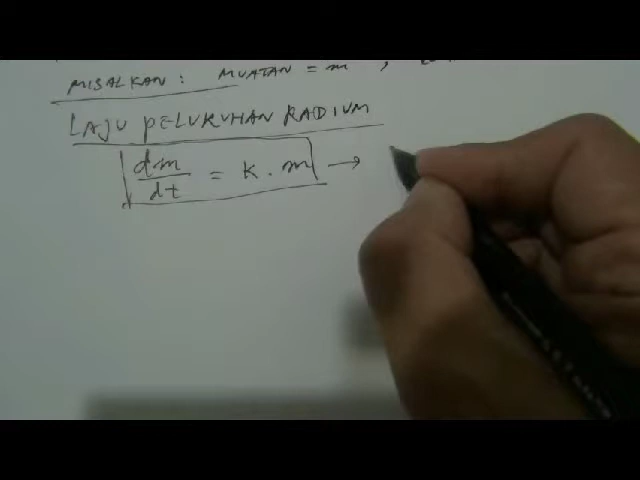 MISALKAN: MUATAN = m ,
LAJU PELURUHAN RADIUM
dm/dt = k . m →